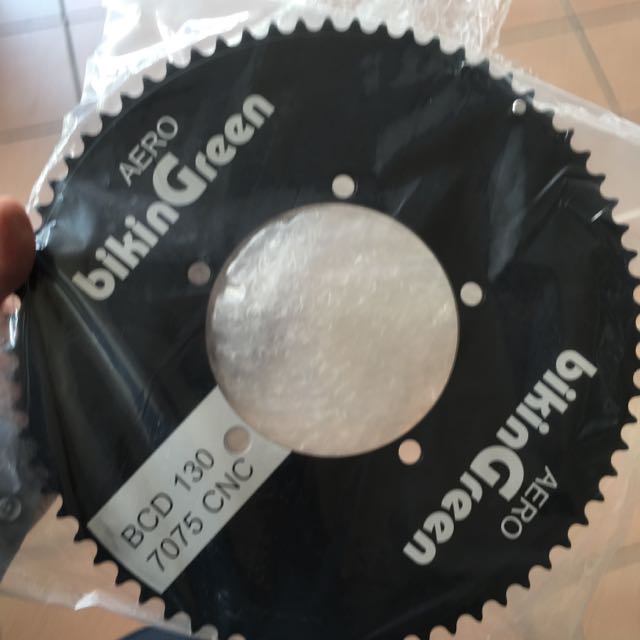 AERO
bikinGreen
bikinGreen
AERO
BCD 130
7075 CNC